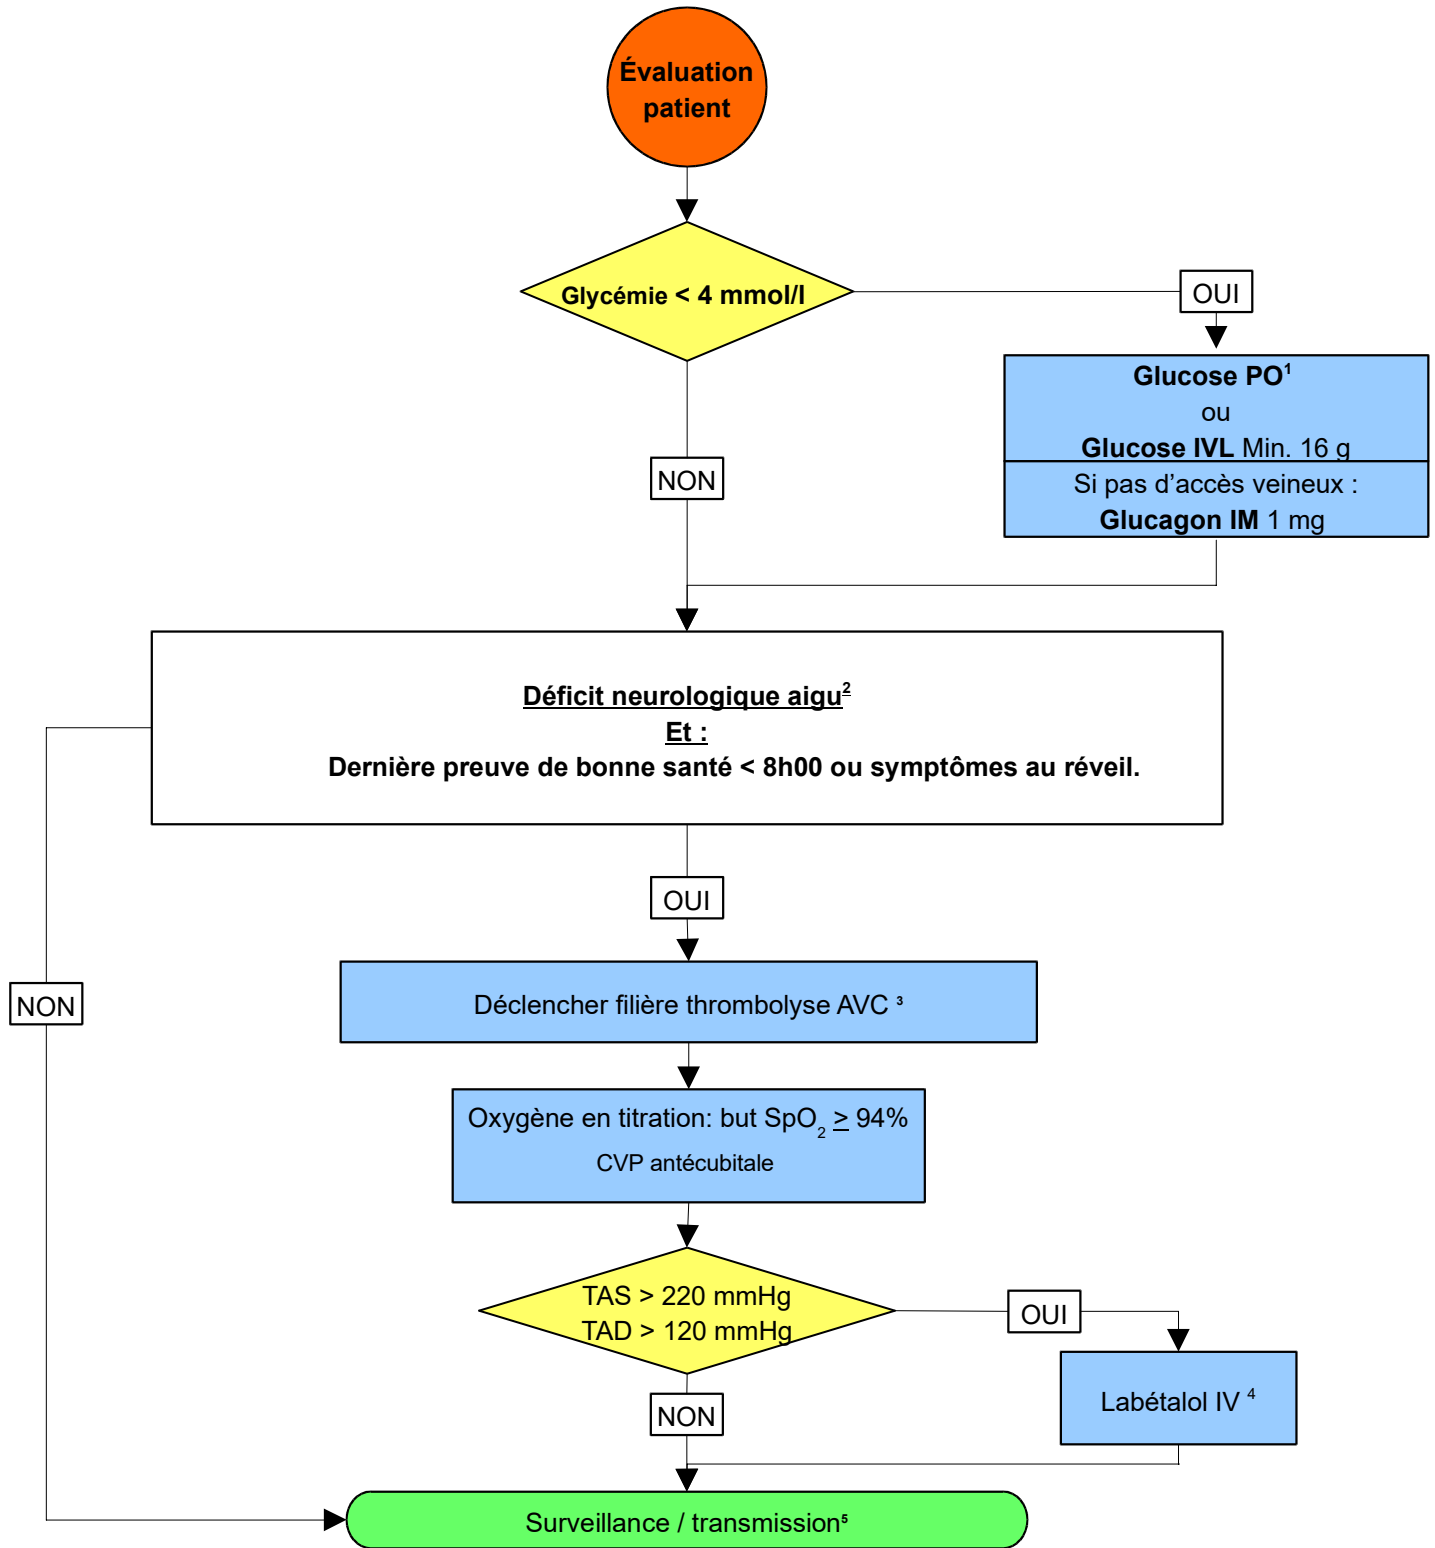 Évaluation
patient
Glycémie < 4 mmol/l
OUI
Glucose PO¹
ou
Glucose IVL Min. 16 g
Si pas d’accès veineux :
Glucagon IM 1 mg
NON
Déficit neurologique aigu²
Et :
Dernière preuve de bonne santé < 8h00 ou symptômes au réveil.
OUI
NON
Déclencher filière thrombolyse AVC ³
Oxygène en titration: but SpO₂ ≥ 94%
CVP antécubitale
TAS > 220 mmHg
TAD > 120 mmHg
OUI
Labétalol IV ⁴
NON
Surveillance / transmission⁵